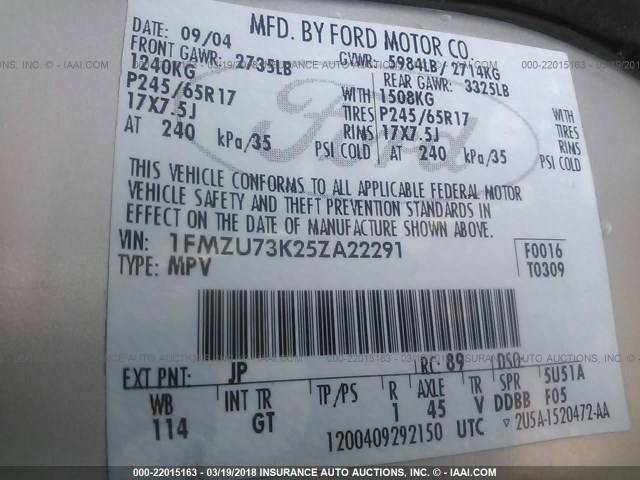 DATE: 09/04 MFD. BY FORD MOTOR CO.
FRONT GAWR: 2735LB GVWR: 5984LB/ 2714KG
1240KG WITH REAR GAWR: 3325LB
P245/65R17 TIRES 1508KG WITH
17X7.5J RIMS P245/65R17 TIRES
AT 240 kPa/35 PSI COLD 17X7.5J RIMS
AT 240 kPa/35 PSI COLD
Ford
THIS VEHICLE CONFORMS TO ALL APPLICABLE FEDERAL MOTOR
VEHICLE SAFETY AND THEFT PREVENTION STANDARDS IN
EFFECT ON THE DATE OF MANUFACTURE SHOWN ABOVE.
VIN: 1FMZU73K25ZA22291 F0016
TYPE: MPV T0309
EXT PNT: JP RC: 89 DSO:
WB INT TR TP/PS R AXLE TR SPR 5U51A
114 GT 1 45 V DDBB F05
1200409292150 UTC ▽2U5A-1520472-AA
000-22015163 - 03/19/2018 - INSURANCE AUTO AUCTIONS - © - IAAI.COM